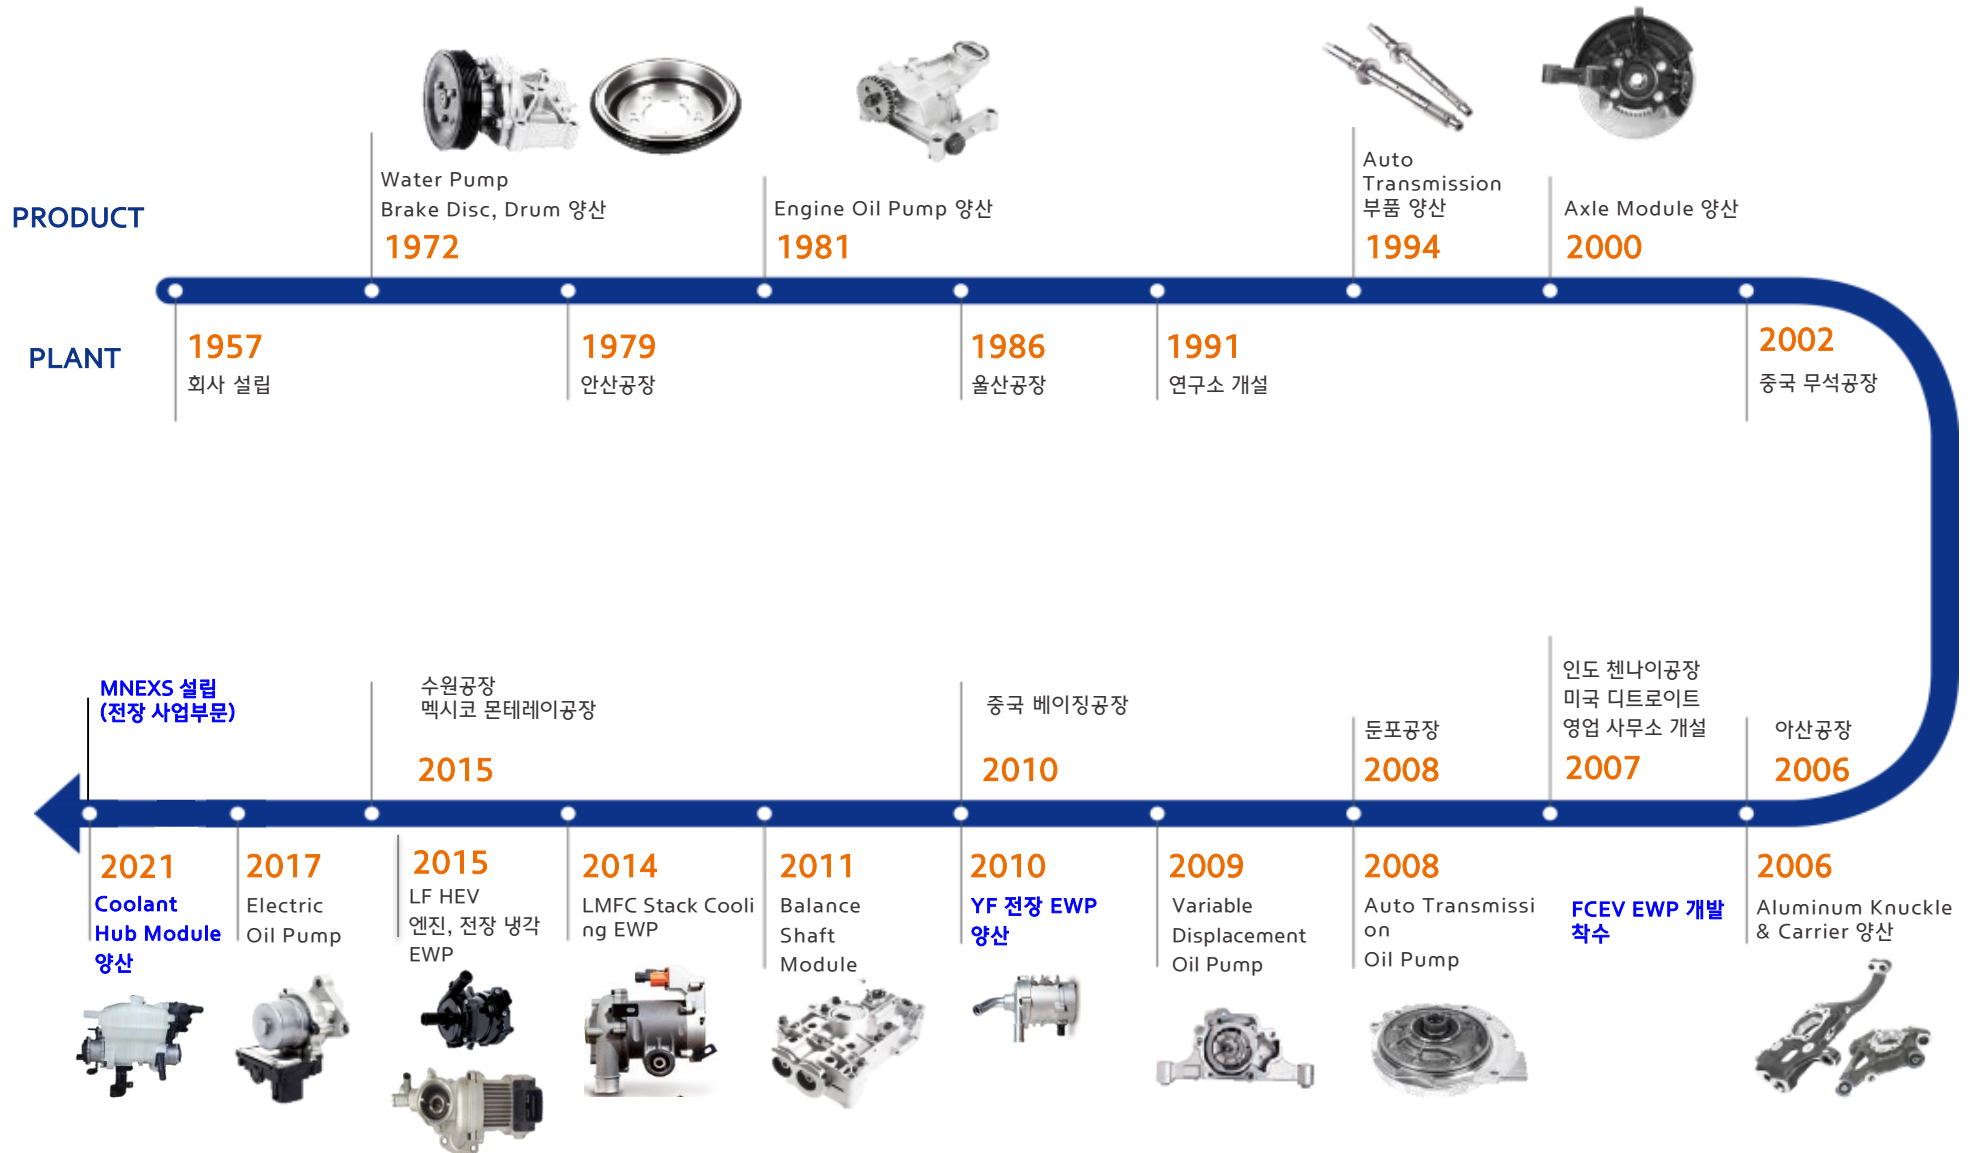 PRODUCT
Water Pump
Brake Disc, Drum 양산
1972
Engine Oil Pump 양산
1981
Auto
Transmission
부품 양산
1994
Axle Module 양산
2000
PLANT
1957
회사 설립
1979
안산공장
1986
울산공장
1991
연구소 개설
2002
중국 무석공장
MNEXS 설립
(전장 사업부문)
수원공장
멕시코 몬테레이공장
2015
중국 베이징공장
2010
둔포공장
2008
인도 첸나이공장
미국 디트로이트
영업 사무소 개설
2007
아산공장
2006
2021
Coolant
Hub Module
양산
2017
Electric
Oil Pump
2015
LF HEV
엔진, 전장 냉각
EWP
2014
LMFC Stack Cooli
ng EWP
2011
Balance
Shaft
Module
2010
YF 전장 EWP
양산
2009
Variable
Displacement
Oil Pump
2008
Auto Transmissi
on
Oil Pump
FCEV EWP 개발
착수
2006
Aluminum Knuckle
& Carrier 양산